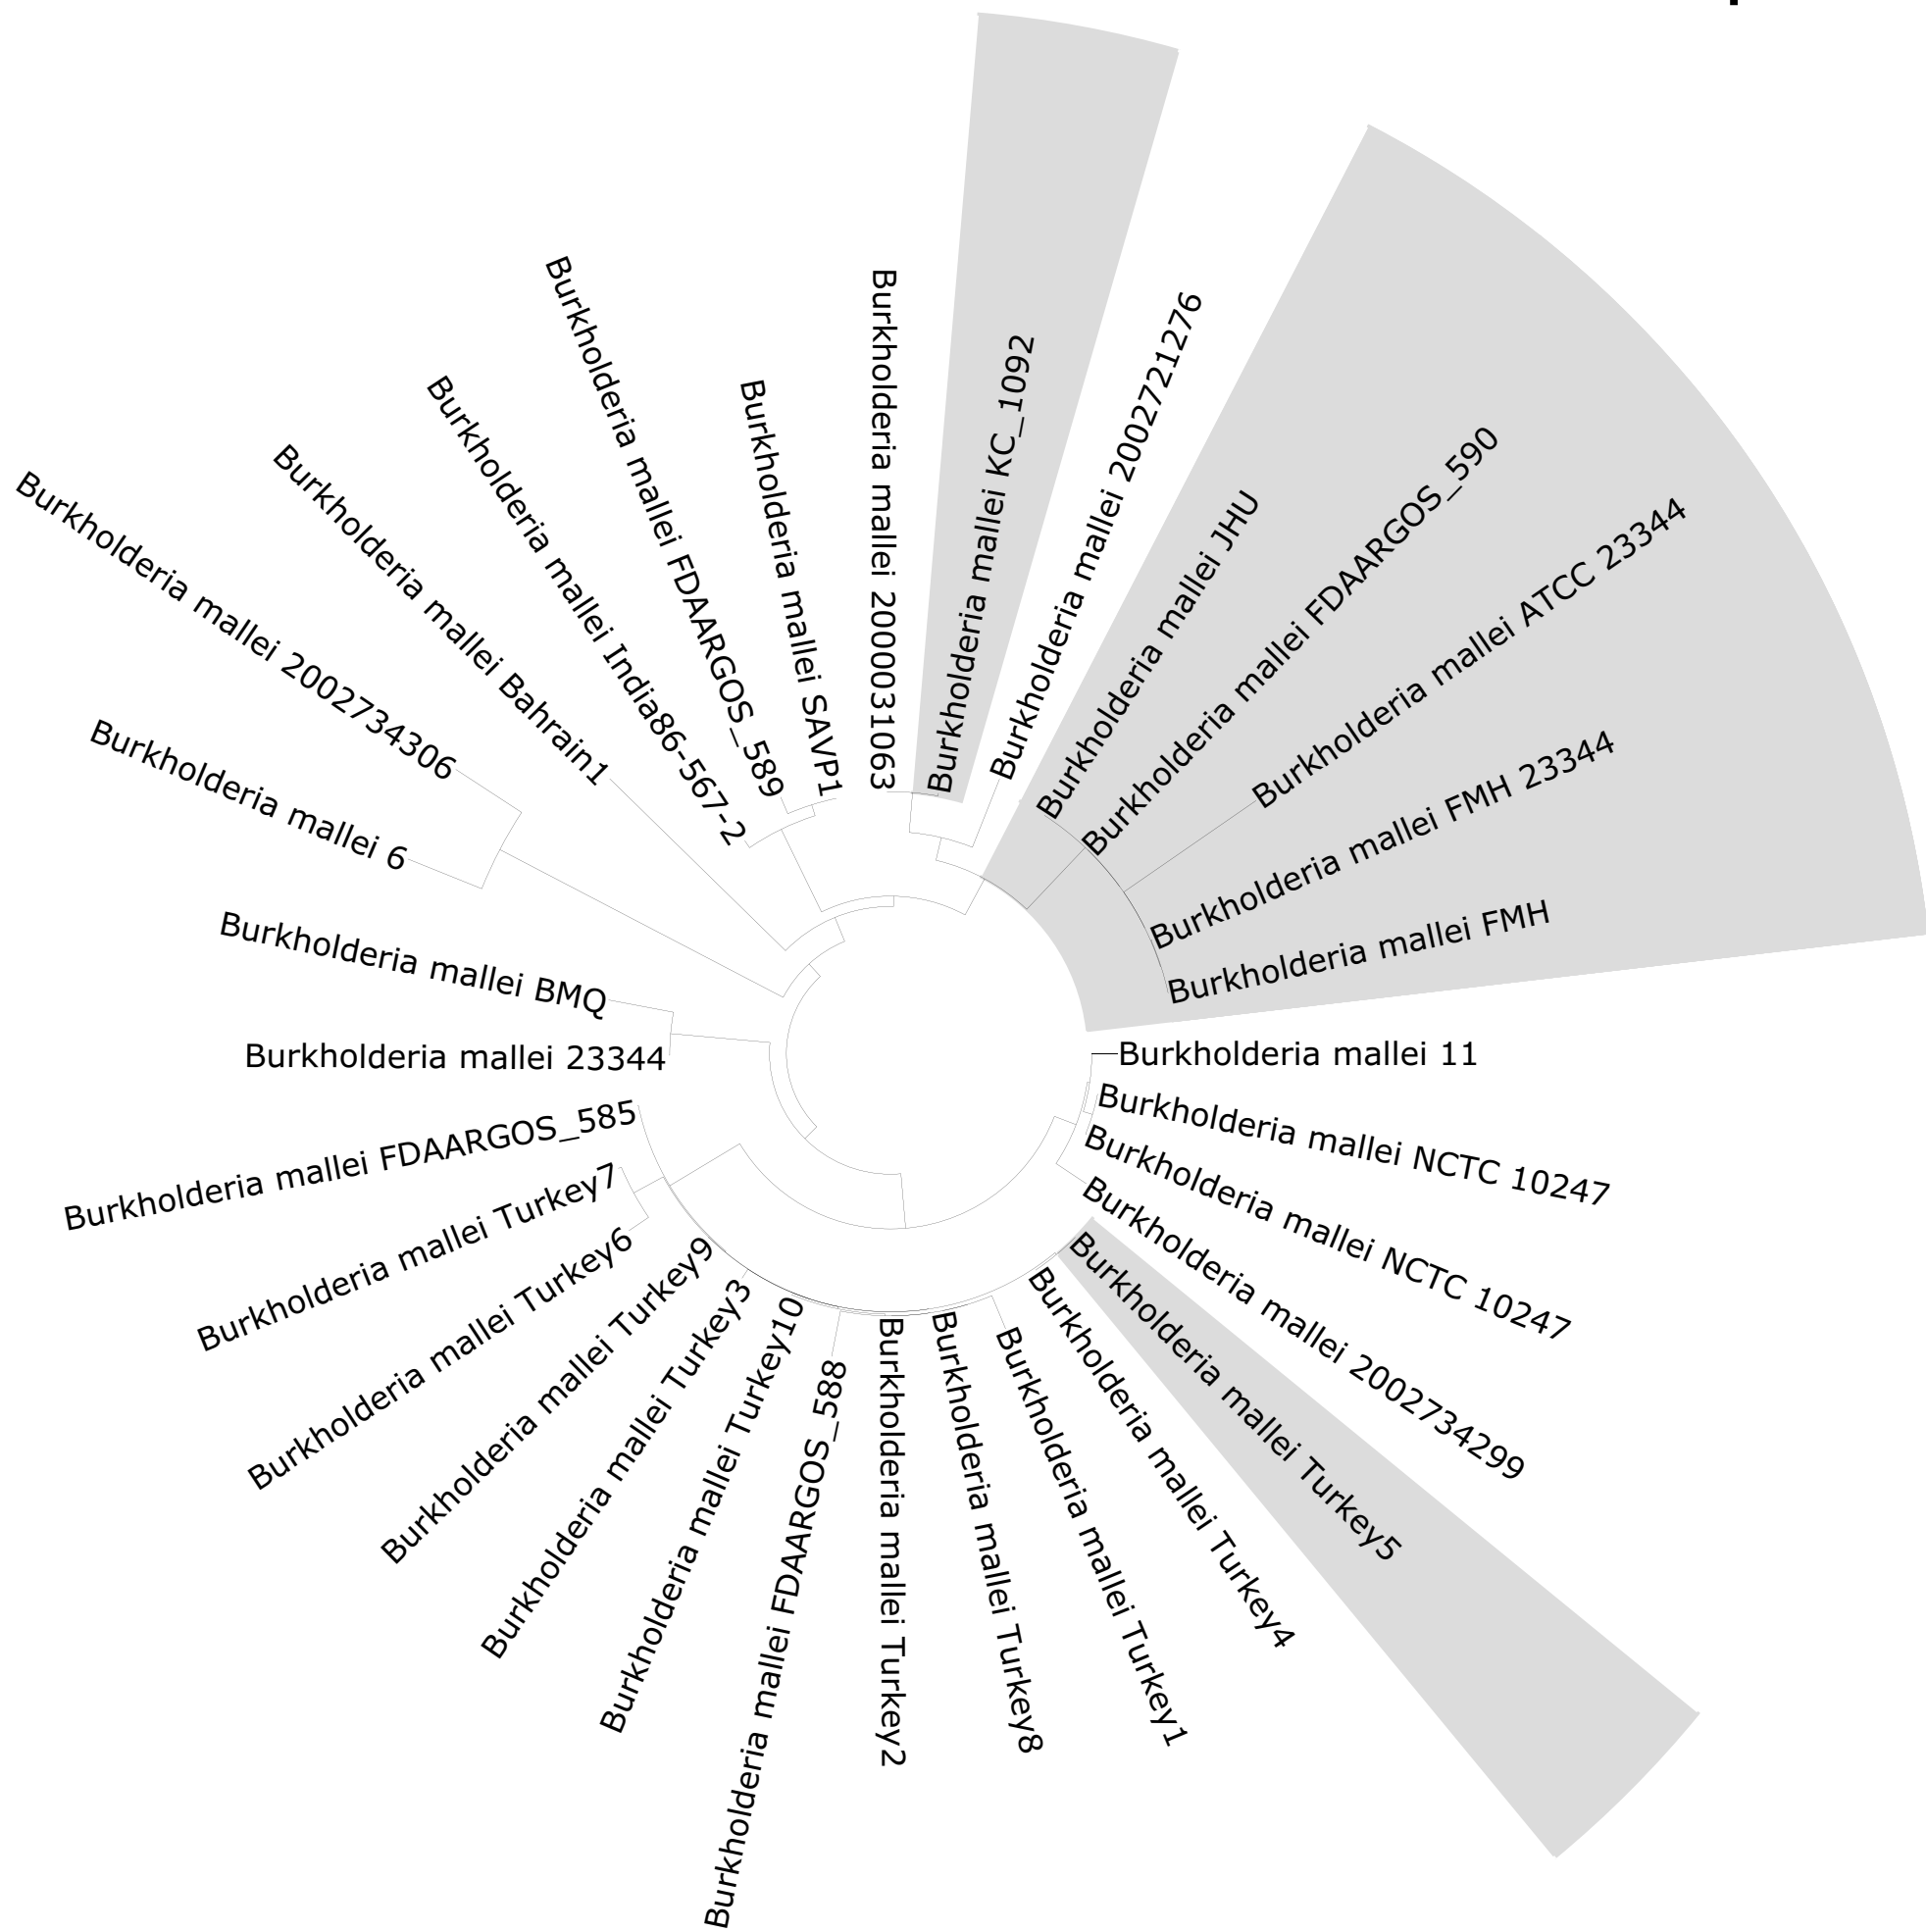 Burkholderia mallei 2000031063
Burkholderia mallei KC_1092
Burkholderia mallei 2002721276
Burkholderia mallei JHU
Burkholderia mallei FDAARGOS_590
Burkholderia mallei ATCC 23344
Burkholderia mallei FMH 23344
Burkholderia mallei FMH
Burkholderia mallei 11
Burkholderia mallei NCTC 10247
Burkholderia mallei NCTC 10247
Burkholderia mallei 2002734299
Burkholderia mallei Turkey5
Burkholderia mallei Turkey4
Burkholderia mallei Turkey1
Burkholderia mallei Turkey8
Burkholderia mallei Turkey2
Burkholderia mallei FDAARGOS_588
Burkholderia mallei Turkey10
Burkholderia mallei Turkey3
Burkholderia mallei Turkey9
Burkholderia mallei Turkey6
Burkholderia mallei Turkey7
Burkholderia mallei FDAARGOS_585
Burkholderia mallei 23344
Burkholderia mallei BMQ
Burkholderia mallei 6
Burkholderia mallei 2002734306
Burkholderia mallei Bahrain1
Burkholderia mallei India86-567-2
Burkholderia mallei FDAARGOS_589
Burkholderia mallei SAVP1